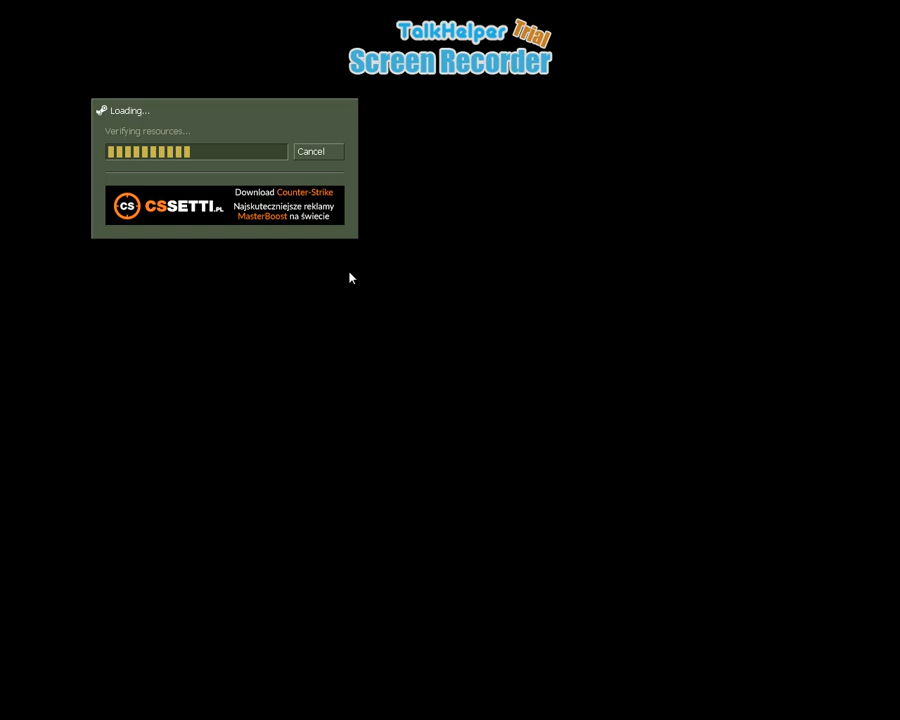 TalkHelper Trial
Screen Recorder
Loading...
Verifying resources...
Cancel
CS CSSETTI.PL
Download Counter-Strike
Najskuteczniejsze reklamy
MasterBoost na świecie